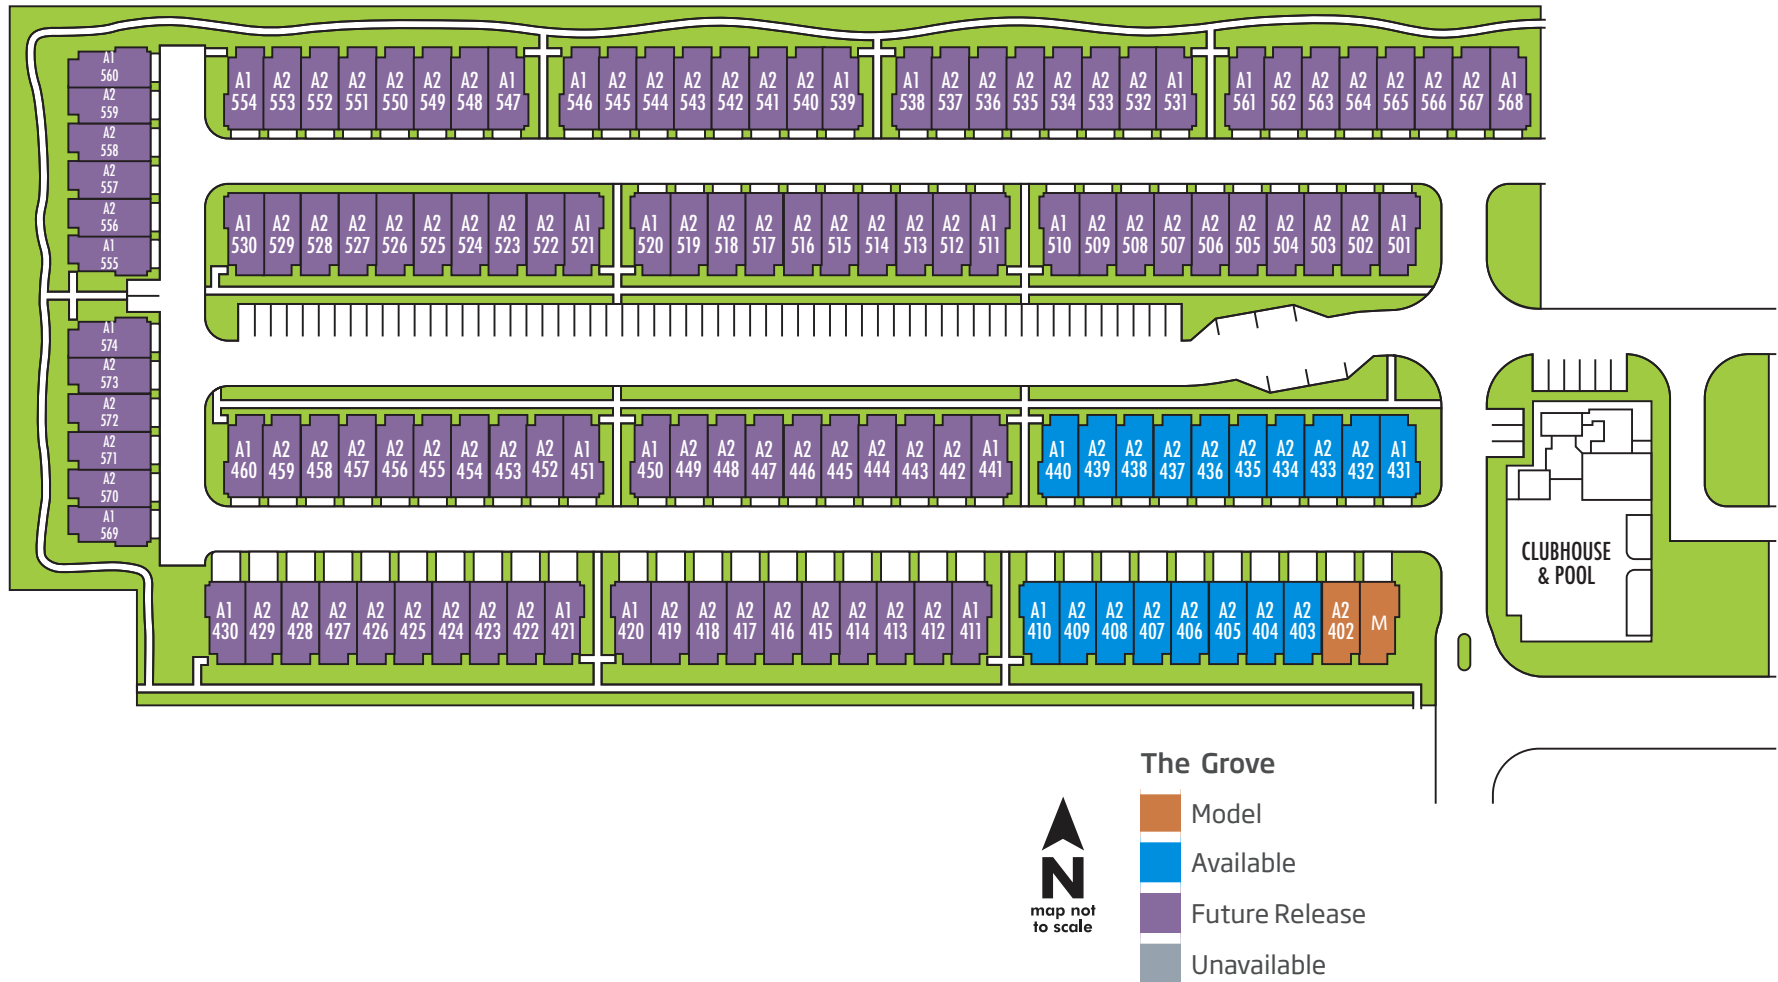 A1 554
A2 553
A2 552
A2 551
A2 550
A2 549
A2 548
A1 547
A1 546
A2 545
A2 544
A2 543
A2 542
A2 541
A2 540
A1 539
A1 538
A2 537
A2 536
A2 535
A2 534
A2 533
A2 532
A1 531
A1 561
A2 562
A2 563
A2 564
A2 565
A2 566
A2 567
A1 568
A1 560
A2 559
A2 558
A2 557
A2 556
A1 555
A1 530
A2 529
A2 528
A2 527
A2 526
A2 525
A2 524
A2 523
A2 522
A1 521
A1 520
A2 519
A2 518
A2 517
A2 516
A2 515
A2 514
A2 513
A2 512
A1 511
A1 510
A2 509
A2 508
A2 507
A2 506
A2 505
A2 504
A2 503
A2 502
A1 501
A1 574
A2 573
A2 572
A2 571
A2 570
A1 569
A1 460
A2 459
A2 458
A2 457
A2 456
A2 455
A2 454
A2 453
A2 452
A1 451
A1 450
A2 449
A2 448
A2 447
A2 446
A2 445
A2 444
A2 443
A2 442
A1 441
A1 440
A2 439
A2 438
A2 437
A2 436
A2 435
A2 434
A2 433
A2 432
A1 431
CLUBHOUSE
& POOL
A1 430
A2 429
A2 428
A2 427
A2 426
A2 425
A2 424
A2 423
A2 422
A1 421
A1 420
A2 419
A2 418
A2 417
A2 416
A2 415
A2 414
A2 413
A2 412
A1 411
A1 410
A2 409
A2 408
A2 407
A2 406
A2 405
A2 404
A2 403
A2 402
M
The Grove
Model
Available
Future Release
Unavailable
N
map not
to scale